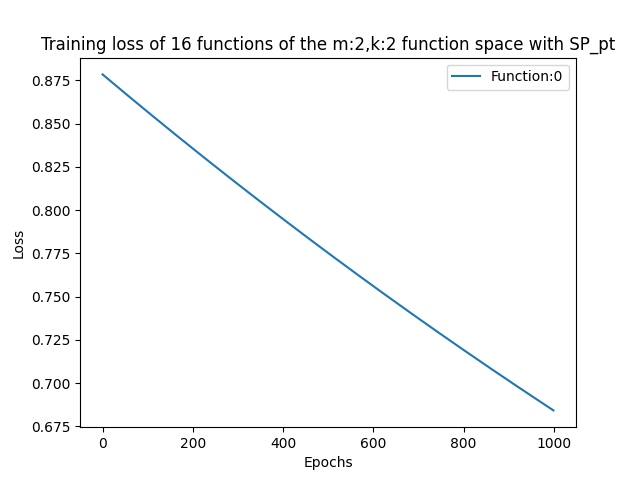 Training loss of 16 functions of the m:2,k:2 function space with SP_pt
Function:0
0.875
0.850
0.825
0.800
0.775
0.750
0.725
0.700
0.675
Loss
0 200 400 600 800 1000
Epochs